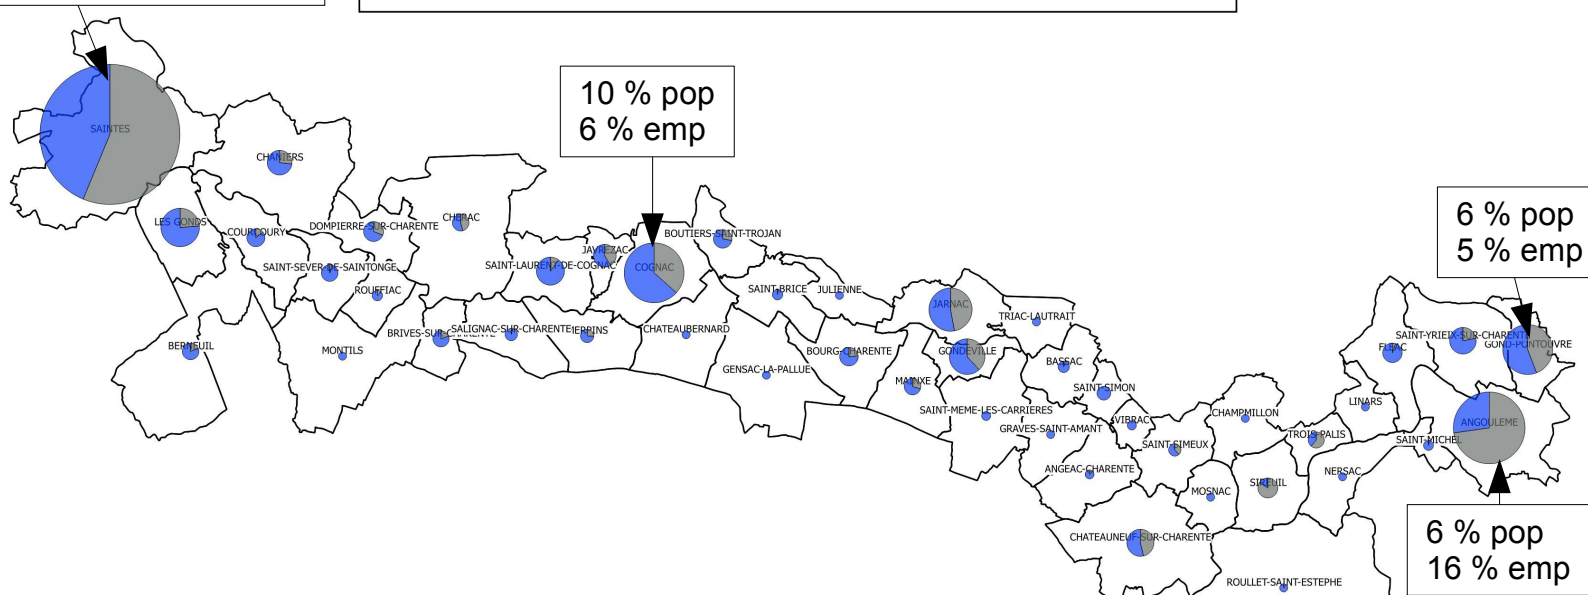 10 % pop
6 % emp
6 % pop
5 % emp
SAINTES
CHANIERS
LES GONDS
COURCOURY
DOMPIERRE-SUR-CHARENTE
CHERAC
SAINT-SEVER-DE-SAINTONGE
ROUFFIAC
BERNEUIL
MONTILS
SAINT-LAURENT-DE-COGNAC
JAVREZAC
COGNAC
BOUTIERS-SAINT-TROJAN
SALIGNAC-SUR-CHARENTE
CHATEAUBERNARD
SAINT-BRICE
JULIENNE
GENSAC-LA-PALLUE
BOURG-CHARENTE
JARNAC
TRIAC-LAUTRAIT
GONDEVILLE
MAINXE
BASSAC
SAINT-SIMON
SAINT-MEME-LES-CARRIERES
GRAVES-SAINT-AMANT
VIBRAC
ANGEAC-CHARENTE
SAINT-SIMEUX
CHAMPMILLON
MOSNAC
SIREUIL
TROIS-PALIS
NERSAC
LINARS
FLEAC
SAINT-YRIEIX-SUR-CHARENTE
GOND-PONTOUVRE
ANGOULEME
SAINT-MICHEL
CHATEAUNEUF-SUR-CHARENTE
ROULLET-SAINT-ESTEPHE
6 % pop
16 % emp